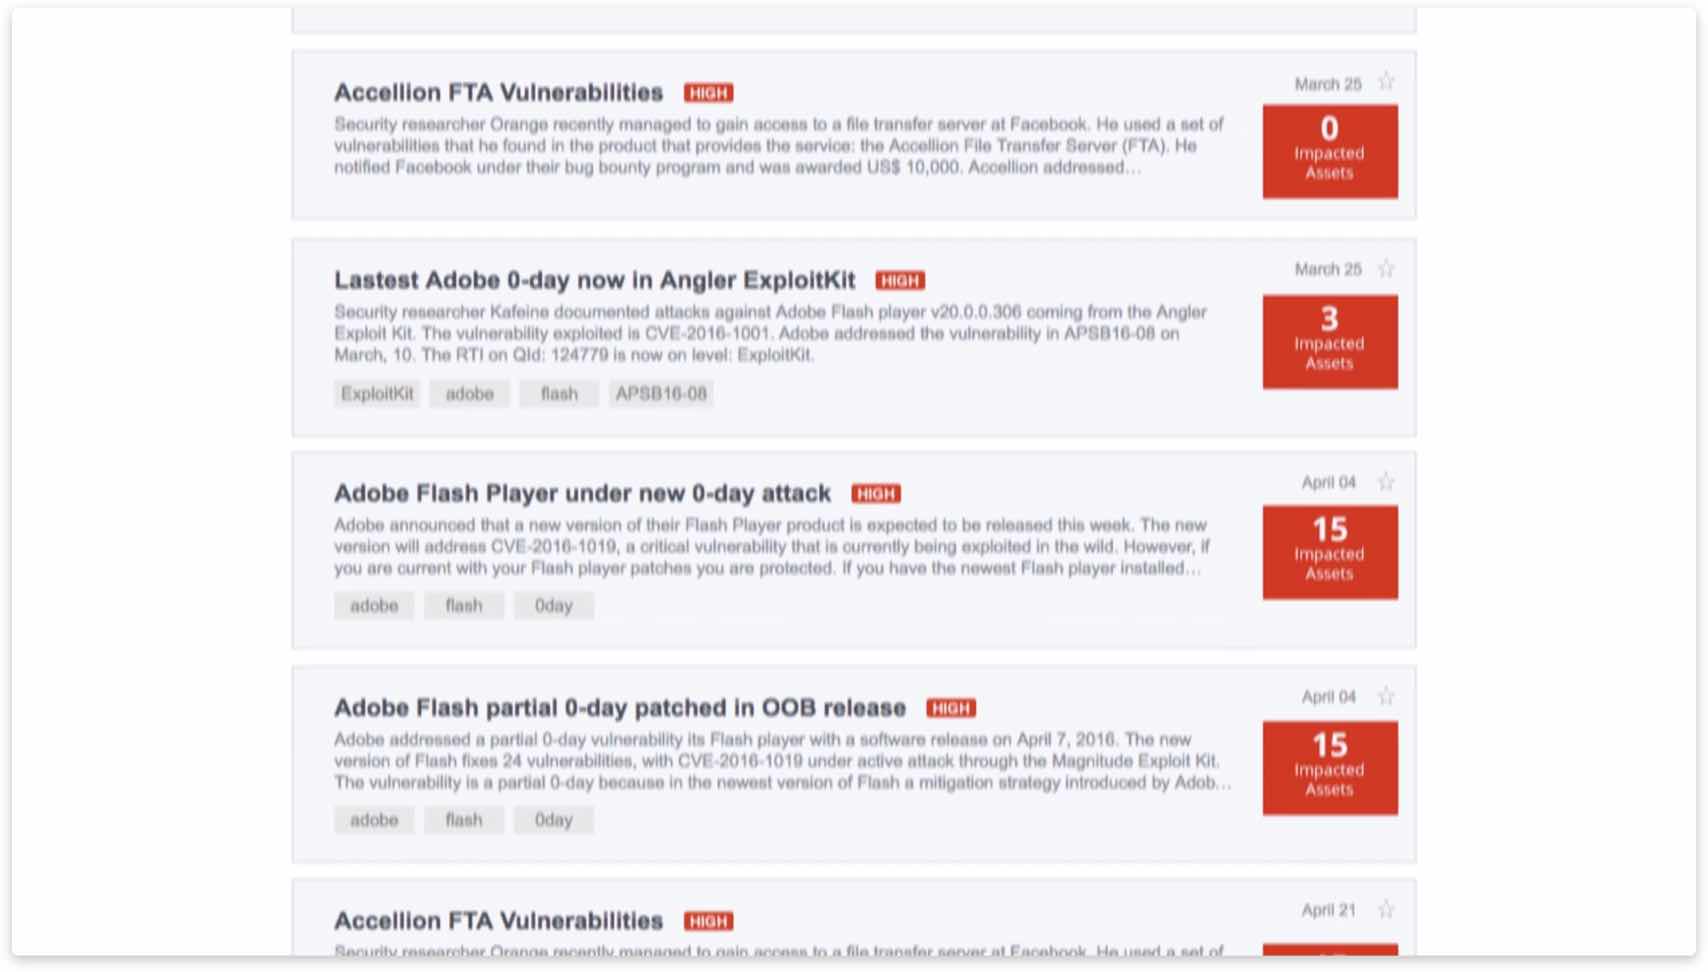 Accellion FTA Vulnerabilities HIGH
March 25
Security researcher Orange recently managed to gain access to a file transfer server at Facebook. He used a set of
vulnerabilities that he found in the product that provides the service: the Accellion File Transfer Server (FTA). He
notified Facebook under their bug bounty program and was awarded US$ 10,000. Accellion addressed...
0
Impacted
Assets
Lastest Adobe 0-day now in Angler ExploitKit HIGH
March 25
Security researcher Kafeine documented attacks against Adobe Flash player v20.0.0.306 coming from the Angler
Exploit Kit. The vulnerability exploited is CVE-2016-1001. Adobe addressed the vulnerability in APSB16-08 on
March, 10. The RTI on QId: 124779 is now on level: ExploitKit.
ExploitKit adobe flash APSB16-08
3
Impacted
Assets
Adobe Flash Player under new 0-day attack HIGH
April 04
Adobe announced that a new version of their Flash Player product is expected to be released this week. The new
version will address CVE-2016-1019, a critical vulnerability that is currently being exploited in the wild. However, if
you are current with your Flash player patches you are protected. If you have the newest Flash player installed...
adobe flash 0day
15
Impacted
Assets
Adobe Flash partial 0-day patched in OOB release HIGH
April 04
Adobe addressed a partial 0-day vulnerability its Flash player with a software release on April 7, 2016. The new
version of Flash fixes 24 vulnerabilities, with CVE-2016-1019 under active attack through the Magnitude Exploit Kit.
The vulnerability is a partial 0-day because in the newest version of Flash a mitigation strategy introduced by Adob...
adobe flash 0day
15
Impacted
Assets
Accellion FTA Vulnerabilities HIGH
April 21
Security researcher Orange recently managed to gain access to a file transfer server at Facebook. He used a set of